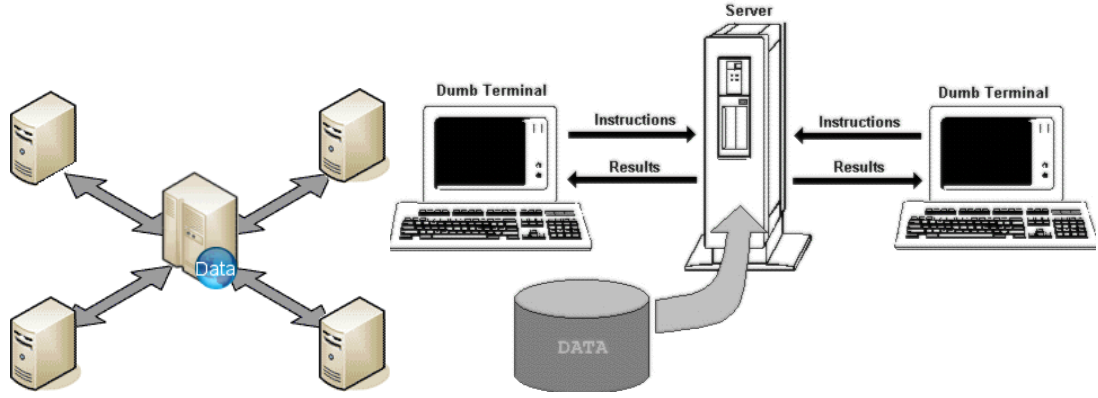 Server
Dumb Terminal
Dumb Terminal
Instructions
Instructions
Results
Results
Data
DATA